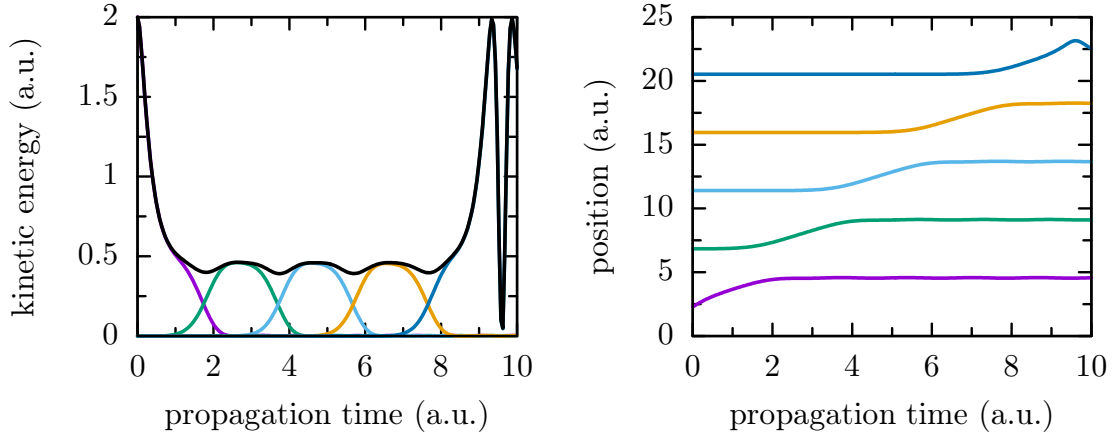 kinetic energy (a.u.)
2
1.5
1
0.5
0
0 2 4 6 8 10
propagation time (a.u.)
position (a.u.)
25
20
15
10
5
0
0 2 4 6 8 10
propagation time (a.u.)